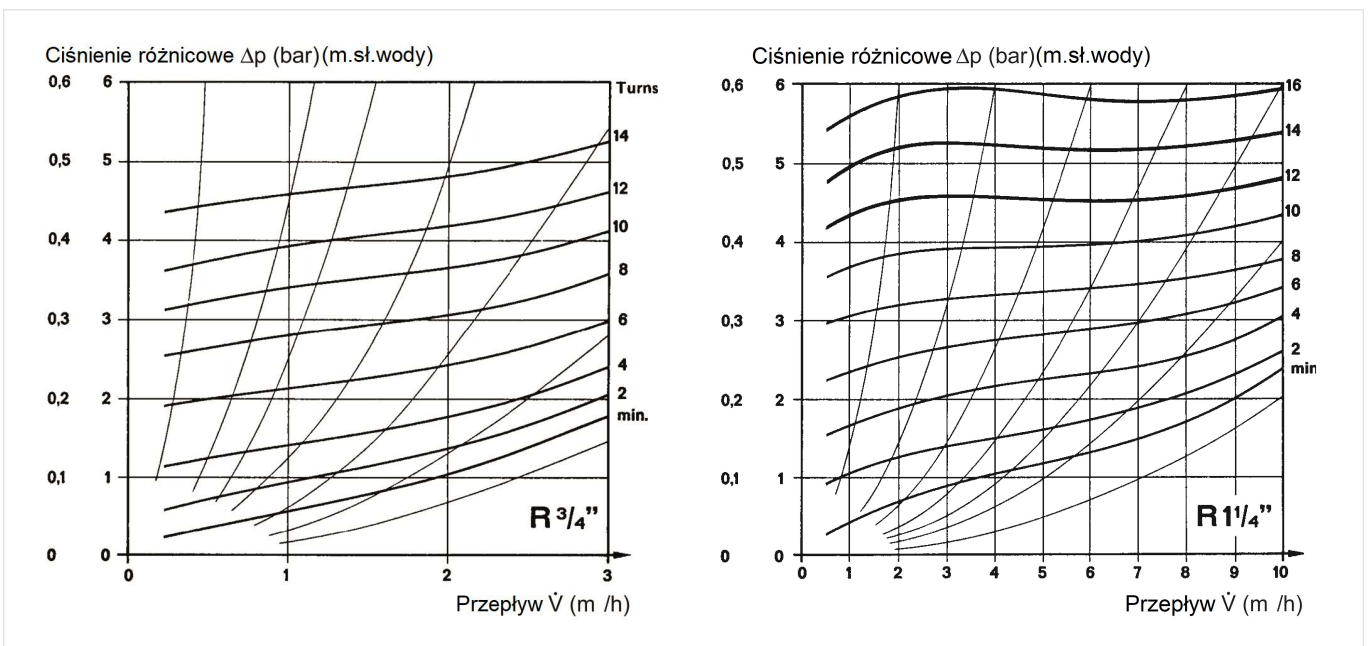 Ciśnienie różnicowe Δp (bar)(m.sł.wody)
0,6 6
Turns
14
0,5 5
12
10
0,4 4
8
0,3 3
6
4
0,2 2
2
min.
0,1 1
R 3/4”
0 0
0 1 2 3
Przepływ V̇ (m /h)
Ciśnienie różnicowe Δp (bar)(m.sł.wody)
0,6 6
16
14
0,5 5
12
10
0,4 4
8
6
0,3 3
4
2
min
0,2 2
0,1 1
R 1 1/4”
0 0
0 1 2 3 4 5 6 7 8 9 10
Przepływ V̇ (m /h)